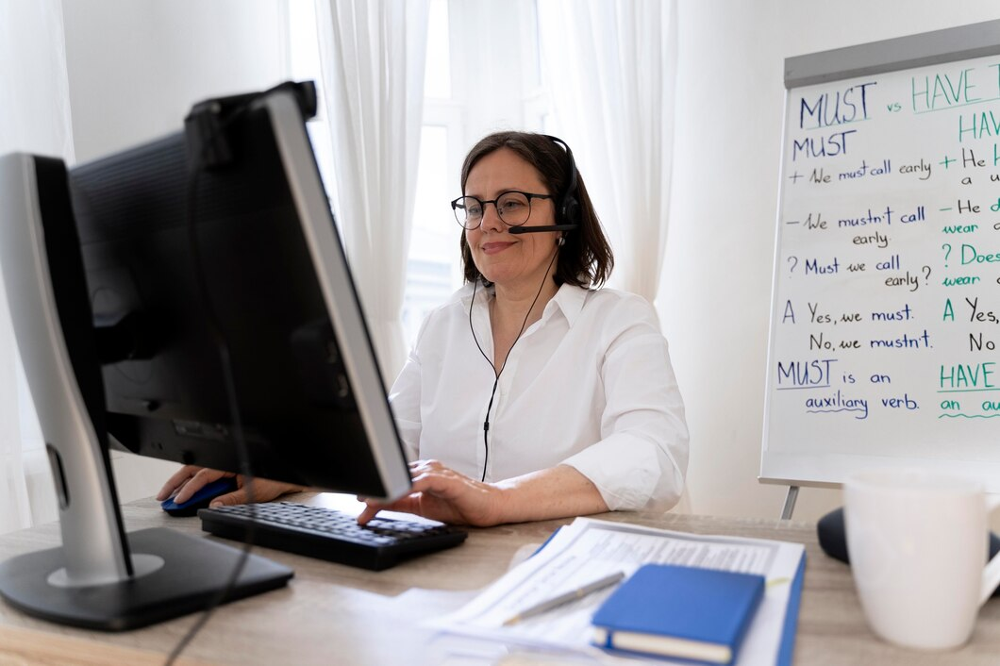 MUST vs HAVE T
MUST
+ We must call early
- We mustn't call
early.
? Must we call
early?
A Yes, we must.
No, we mustn't.
MUST is an
auxiliary verb.
HAV
+ He H
a u
- He d
wear c
? Does
wear
A Yes,
No
HAVE
an au